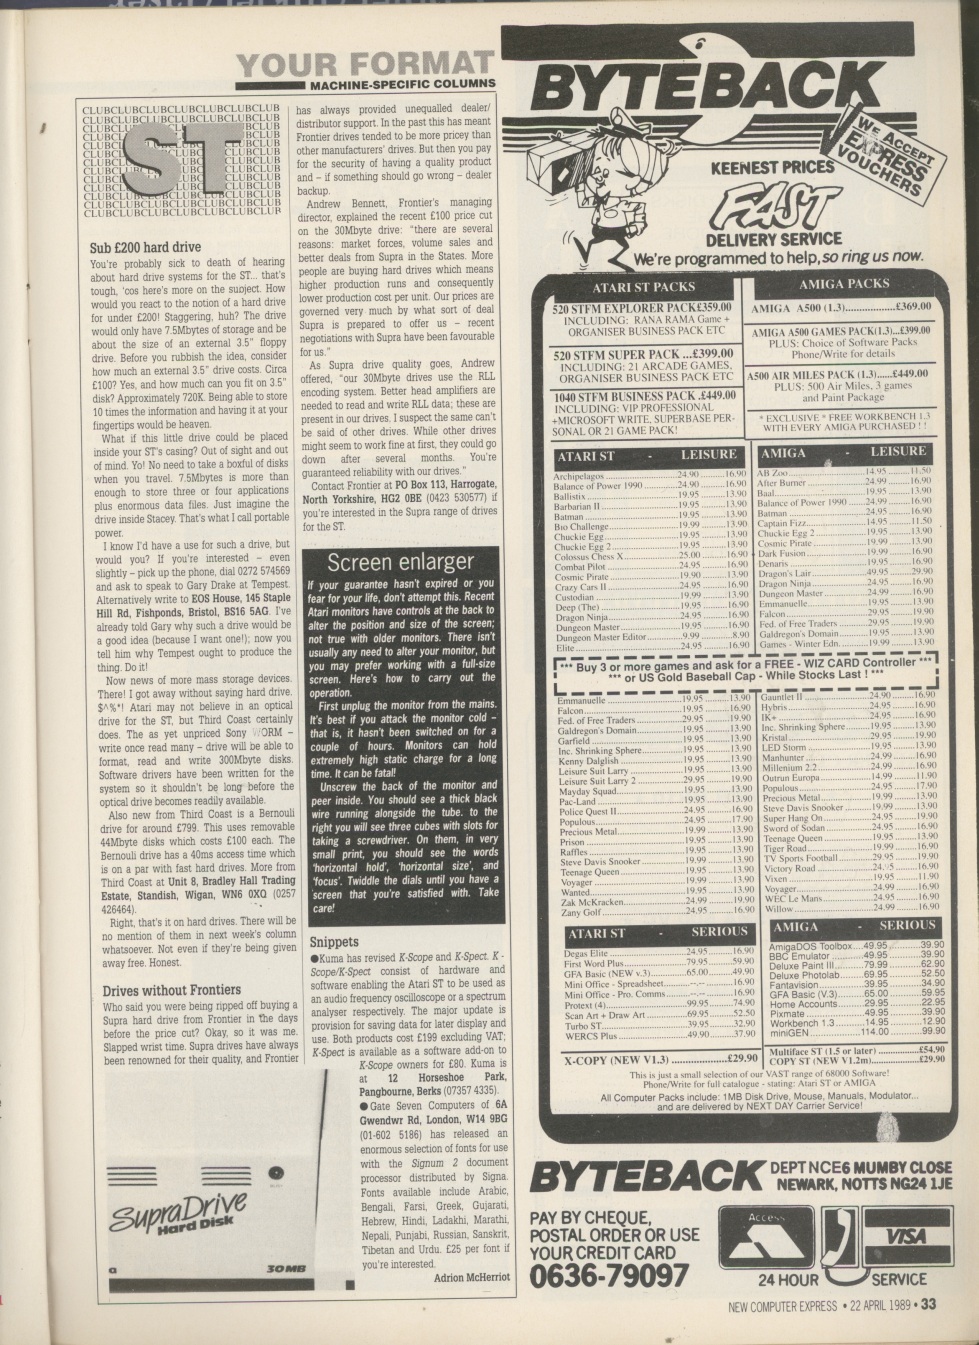 YOUR FORMAT
MACHINE-SPECIFIC COLUMNS
CLUBCLUBCLUBCLUBCLUBCLUBCLUB
ST
Sub £200 hard drive
You're probably sick to death of hearing
about hard drive systems for the ST... that's
tough, 'cos here's more on the subject. How
would you react to the notion of a hard drive
for under £200! Staggering, huh? The drive
would only have 7.5Mbytes of storage and be
about the size of an external 3.5" floppy
drive. Before you rubbish the idea, consider
how much an external 3.5" drive costs. Circa
£100? Yes, and how much can you fit on 3.5"
disk? Approximately 720K. Being able to store
10 times the information and having it at your
fingertips would be heaven.
What if this little drive could be placed
inside your ST's casing? Out of sight and out
of mind. Yo! No need to take a boxful of disks
when you travel. 7.5Mbytes is more than
enough to store three or four applications
plus enormous data files. Just imagine the
drive inside Stacey. That's what I call portable
power.
I know I'd have a use for such a drive, but
would you? If you're interested – even
slightly – pick up the phone, dial 0272 574569
and ask to speak to Gary Drake at Tempest.
Alternatively write to EOS House, 145 Staple
Hill Rd, Fishponds, Bristol, BS16 5AG. I've
already told Gary why such a drive would be
a good idea (because I want one!); now you
tell him why Tempest ought to produce the
thing. Do it!
Now news of more mass storage devices.
There! I got away without saying hard drive.
$^%*! Atari may not believe in an optical
drive for the ST, but Third Coast certainly
does. The as yet unpriced Sony WORM –
write once read many – drive will be able to
format, read and write 300Mbyte disks.
Software drivers have been written for the
system so it shouldn't be long before the
optical drive becomes readily available.
Also new from Third Coast is a Bernouli
drive for around £799. This uses removable
44Mbyte disks which costs £100 each. The
Bernouli drive has a 40ms access time which
is on a par with fast hard drives. More from
Third Coast at Unit 8, Bradley Hall Trading
Estate, Standish, Wigan, WN6 0XQ (0257
426464).
Right, that's it on hard drives. There will be
no mention of them in next week's column
whatsoever. Not even if they're being given
away free. Honest.
Drives without Frontiers
Who said you were being ripped off buying a
Supra hard drive from Frontier in the days
before the price cut? Okay, so it was me.
Slapped wrist time. Supra drives have always
been renowned for their quality, and Frontier
has always provided unequalled dealer/
distributor support. In the past this has meant
Frontier drives tended to be more pricey than
other manufacturers' drives. But then you pay
for the security of having a quality product
and – if something should go wrong – dealer
backup.
Andrew Bennett, Frontier's managing
director, explained the recent £100 price cut
on the 30Mbyte drive: "there are several
reasons: market forces, volume sales and
better deals from Supra in the States. More
people are buying hard drives which means
higher production runs and consequently
lower production cost per unit. Our prices are
governed very much by what sort of deal
Supra is prepared to offer us – recent
negotiations with Supra have been favourable
for us."
As Supra drive quality goes, Andrew
offered, "our 30Mbyte drives use the RLL
encoding system. Better head amplifiers are
needed to read and write RLL data; these are
present in our drives. I suspect the same can't
be said of other drives. While other drives
might seem to work fine at first, they could go
down after several months. You're
guaranteed reliability with our drives."
Contact Frontier at PO Box 113, Harrogate,
North Yorkshire, HG2 0BE (0423 530577) if
you're interested in the Supra range of drives
for the ST.
Screen enlarger
If your guarantee hasn't expired or you
fear for your life, don't attempt this. Recent
Atari monitors have controls at the back to
alter the position and size of the screen;
not true with older monitors. There isn't
usually any need to alter your monitor, but
you may prefer working with a full-size
screen. Here's how to carry out the
operation.
First unplug the monitor from the mains.
It's best if you attack the monitor cold –
that is, it hasn't been switched on for a
couple of hours. Monitors can hold
extremely high static charge for a long
time. It can be fatal!
Unscrew the back of the monitor and
peer inside. You should see a thick black
wire running alongside the tube. to the
right you will see three cubes with slots for
taking a screwdriver. On them, in very
small print, you should see the words
'horizontal hold', 'horizontal size', and
'focus'. Twiddle the dials until you have a
screen that you're satisfied with. Take
care!
Snippets
●Kuma has revised K-Scope and K-Spect. K-
Scope/K-Spect consist of hardware and
software enabling the Atari ST to be used as
an audio frequency oscilloscope or a spectrum
analyser respectively. The major update is
provision for saving data for later display and
use. Both products cost £199 excluding VAT;
K-Spect is available as a software add-on to
K-Scope owners for £80. Kuma is
at 12 Horseshoe Park,
Pangbourne, Berks (07357 4335).
●Gate Seven Computers of 6A
Gwendwr Rd, London, W14 9BG
(01-602 5186) has released an
enormous selection of fonts for use
with the Signum 2 document
processor distributed by Signa.
Fonts available include Arabic,
Bengali, Farsi, Greek, Gujarati,
Hebrew, Hindi, Ladakhi, Marathi,
Nepali, Punjabi, Russian, Sanskrit,
Tibetan and Urdu. £25 per font if
you're interested.
Adrion McHerriot
SupraDrive
Hard Disk
30MB
BYTEBACK
WE ACCEPT
EXPRESS
VOUCHERS
KEENEST PRICES
FAST
DELIVERY SERVICE
We're programmed to help, so ring us now.
ATARI ST PACKS
520 STFM EXPLORER PACK£359.00
INCLUDING: RANA RAMA Game +
ORGANISER BUSINESS PACK ETC
520 STFM SUPER PACK ...£399.00
INCLUDING: 21 ARCADE GAMES,
ORGANISER BUSINESS PACK ETC
1040 STFM BUSINESS PACK .£449.00
INCLUDING: VIP PROFESSIONAL
+MICROSOFT WRITE, SUPERBASE PER-
SONAL OR 21 GAME PACK!
AMIGA PACKS
AMIGA A500 (1.3)..................£369.00
AMIGA A500 GAMES PACK(1.3)...£399.00
PLUS: Choice of Software Packs
Phone/Write for details
A500 AIR MILES PACK (1.3)......£449.00
PLUS: 500 Air Miles, 3 games
and Paint Package
* EXCLUSIVE * FREE WORKBENCH 1.3
WITH EVERY AMIGA PURCHASED ! !
ATARI ST - LEISURE
Archipelagos 24.90 16.90
Balance of Power 1990 24.90 16.90
Ballistix 19.95 13.90
Barbarian II 19.95 13.90
Batman 19.95 13.90
Bio Challenge 19.99 13.90
Chuckie Egg 19.95 13.90
Chuckie Egg 2 19.95 13.90
Colossus Chess X 25.00 16.90
Combat Pilot 24.95 16.90
Cosmic Pirate 19.90 13.90
Crazy Cars II 24.95 16.90
Custodian 19.99 13.90
Deep (The) 19.95 16.90
Dragon Ninja 24.95 16.90
Dungeon Master 19.95 16.90
Dungeon Master Editor 9.99 8.90
Elite 24.95 16.90
AMIGA - LEISURE
AB Zoo 14.95 11.50
After Burner 24.99 16.90
Baal 19.95 13.90
Balance of Power 1990 24.99 16.90
Batman 24.95 16.90
Captain Fizz 14.95 11.50
Chuckie Egg 2 19.99 13.90
Cosmic Pirate 19.99 13.90
Dark Fusion 19.99 16.90
Denaris 19.95 16.90
Dragon's Lair 49.95 29.90
Dragon Ninja 24.95 16.90
Dungeon Master 24.99 16.90
Emmanuelle 19.95 13.90
Falcon 29.95 19.90
Fed. of Free Traders 29.95 19.90
Galdregon's Domain 19.95 13.90
Games - Winter Edn. 19.99 13.90
*** Buy 3 or more games and ask for a FREE - WIZ CARD Controller ***
*** or US Gold Baseball Cap - While Stocks Last ! ***
Emmanuelle 19.95 13.90
Falcon 24.95 16.90
Fed. of Free Traders 29.95 19.90
Galdregon's Domain 19.95 13.90
Garfield 19.95 13.90
Inc. Shrinking Sphere 19.95 13.90
Kenny Dalglish 19.95 13.90
Leisure Suit Larry 19.95 13.90
Leisure Suit Larry 2 29.95 19.90
Mayday Squad 19.95 13.90
Pac-Land 19.95 13.90
Police Quest II 24.95 16.90
Populous 24.95 17.90
Precious Metal 19.99 13.90
Prison 19.95 13.90
Raffles 19.95 13.90
Steve Davis Snooker 19.99 13.90
Teenage Queen 19.95 13.90
Voyager 19.99 13.90
Wanted 19.95 13.90
Zak McKracken 24.99 19.90
Zany Golf 24.95 16.90
Gauntlet II 24.90 16.90
Hybris 24.95 16.90
IK+ 24.95 16.90
Inc. Shrinking Sphere 19.95 13.90
Kristal 29.95 19.90
LED Storm 19.95 13.90
Manhunter 24.99 16.90
Millenium 2.2 24.99 16.90
Outrun Europa 14.99 11.90
Populous 24.95 17.90
Precious Metal 19.99 13.90
Steve Davis Snooker 19.99 13.90
Super Hang On 24.95 16.90
Sword of Sodan 24.99 16.90
Teenage Queen 19.95 13.90
Tiger Road 19.99 16.90
TV Sports Football 29.95 19.90
Victory Road 24.95 16.90
Vixen 19.95 11.90
Voyager 24.95 16.90
WEC Le Mans 24.95 16.90
Willow 24.99 16.90
ATARI ST - SERIOUS
Degas Elite 24.95 16.90
First Word Plus 79.95 59.90
GFA Basic (NEW v.3) 65.00 49.90
Mini Office - Spreadsheet --.-- 16.90
Mini Office - Pro. Comms --.-- 16.90
Protext (4) 99.95 74.90
Scan Art + Draw Art 69.95 52.50
Turbo ST 39.95 32.90
WERCS Plus 49.90 37.90
X-COPY (NEW V1.3) ....................£29.90
AMIGA - SERIOUS
AmigaDOS Toolbox 49.95 39.90
BBC Emulator 49.95 39.90
Deluxe Paint III 79.99 62.90
Deluxe Photolab 69.95 52.50
Fantavision 39.95 34.90
GFA Basic (V.3) 65.00 59.95
Home Accounts 29.95 22.95
Pixmate 49.95 39.90
Workbench 1.3 14.95 12.90
miniGEN 114.00 99.90
Multiface ST (1.5 or later) ..............£54.90
COPY ST (NEW V1.2m)..................£29.90
This is just a small selection of our VAST range of 68000 Software!
Phone/Write for full catalogue - stating: Atari ST or AMIGA
All Computer Packs include: 1MB Disk Drive, Mouse, Manuals, Modulator...
and are delivered by NEXT DAY Carrier Service!
BYTEBACK
DEPT NCE6 MUMBY CLOSE
NEWARK, NOTTS NG24 1JE
PAY BY CHEQUE,
POSTAL ORDER OR USE
YOUR CREDIT CARD
0636-79097
Access
VISA
24 HOUR SERVICE
NEW COMPUTER EXPRESS • 22 APRIL 1989 • 33